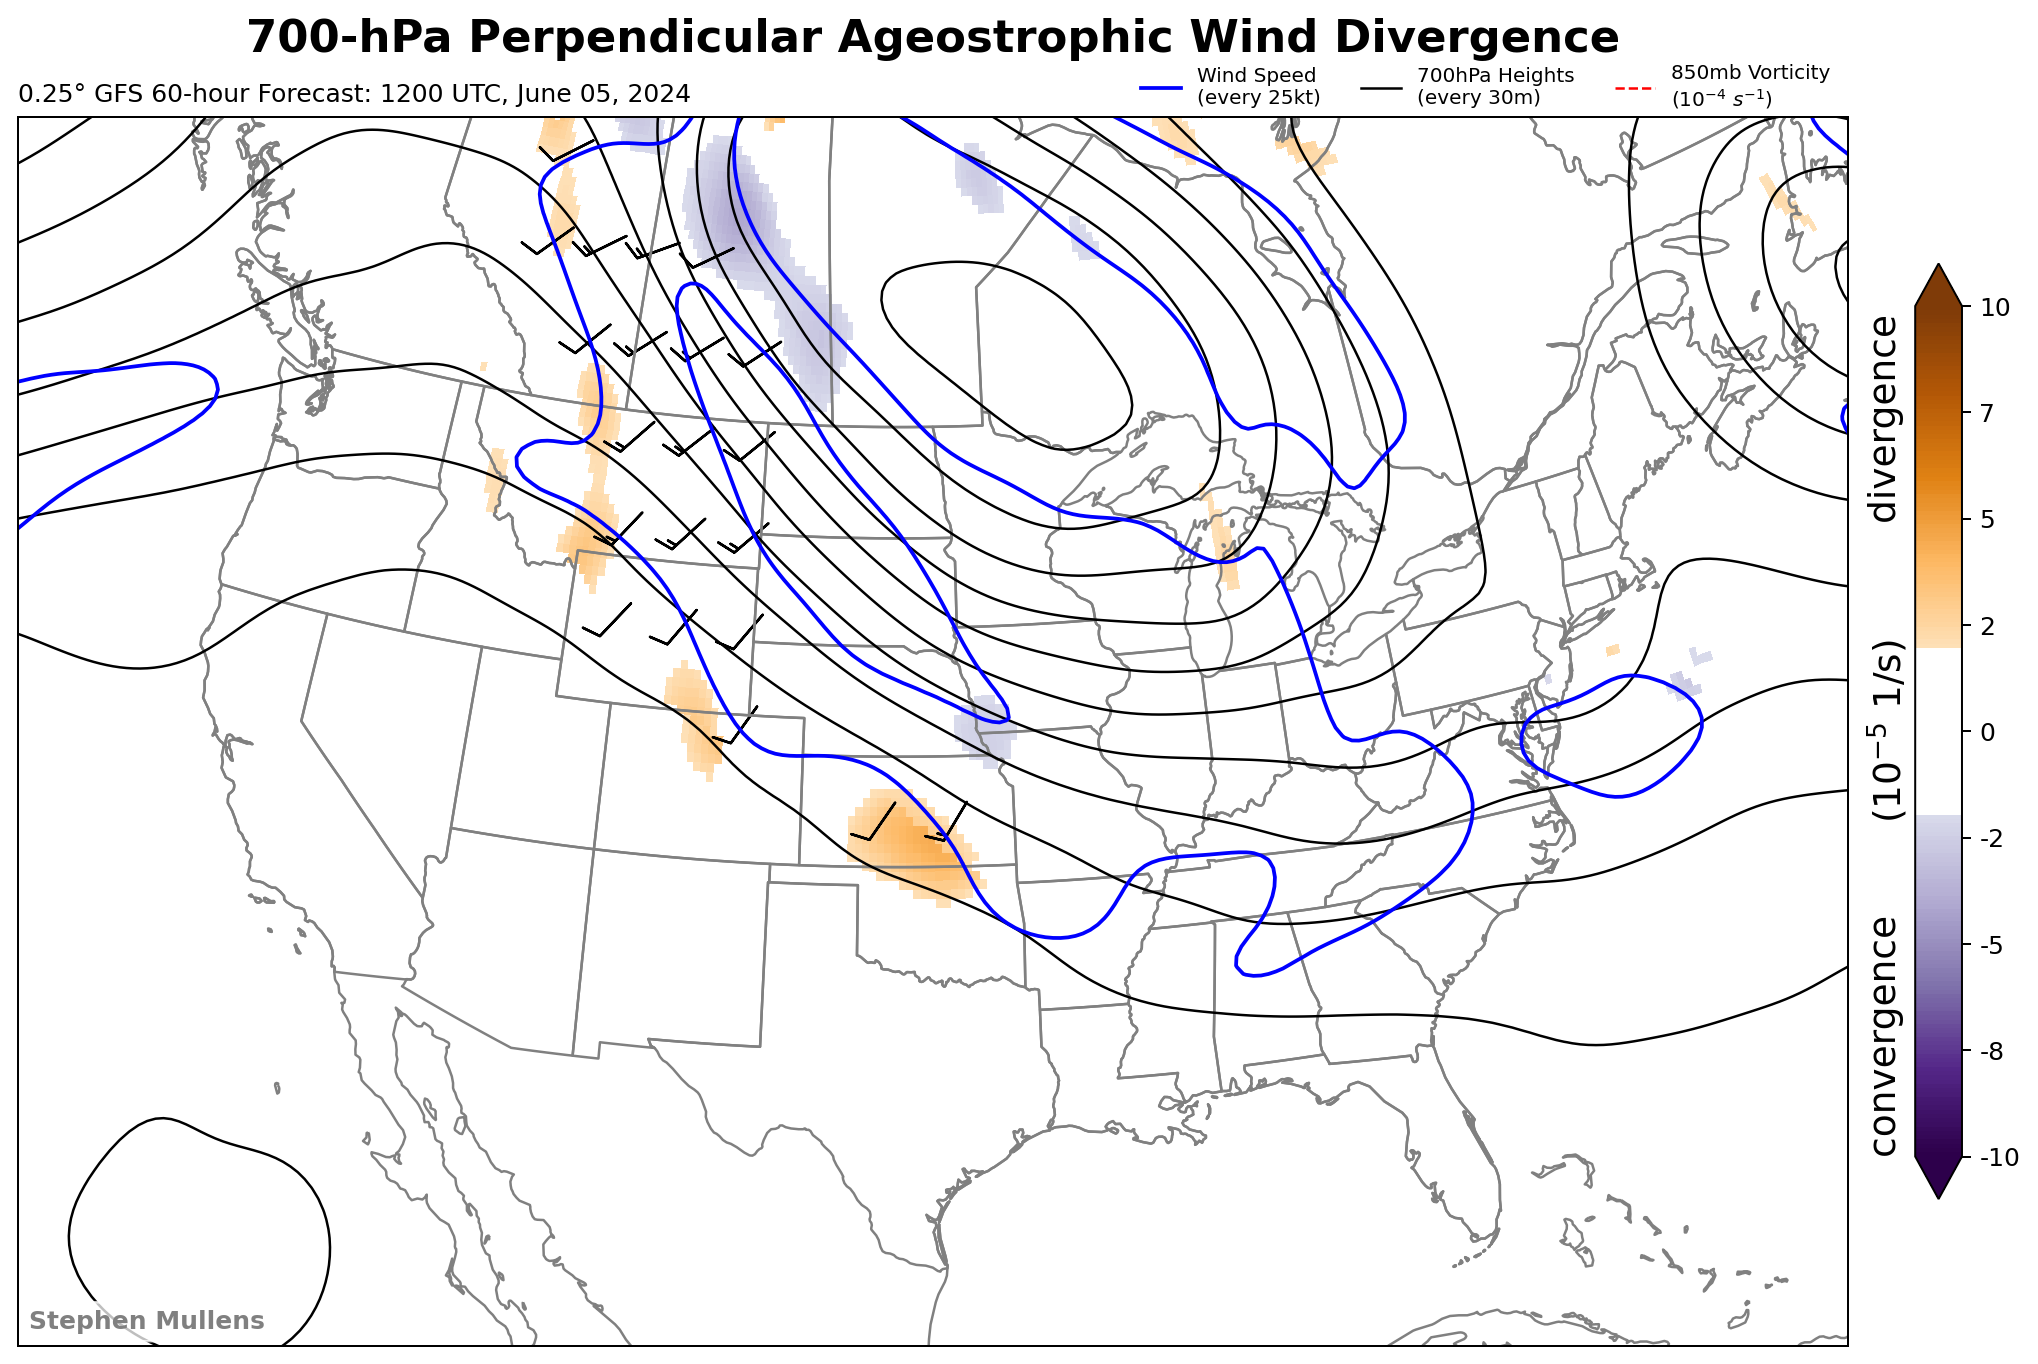 700-hPa Perpendicular Ageostrophic Wind Divergence
0.25° GFS 60-hour Forecast: 1200 UTC, June 05, 2024
Wind Speed
(every 25kt)
700hPa Heights
(every 30m)
850mb Vorticity
(10⁻⁴ s⁻¹)
10
7
5
2
0
-2
-5
-8
-10
convergence (10⁻⁵ 1/s) divergence
Stephen Mullens